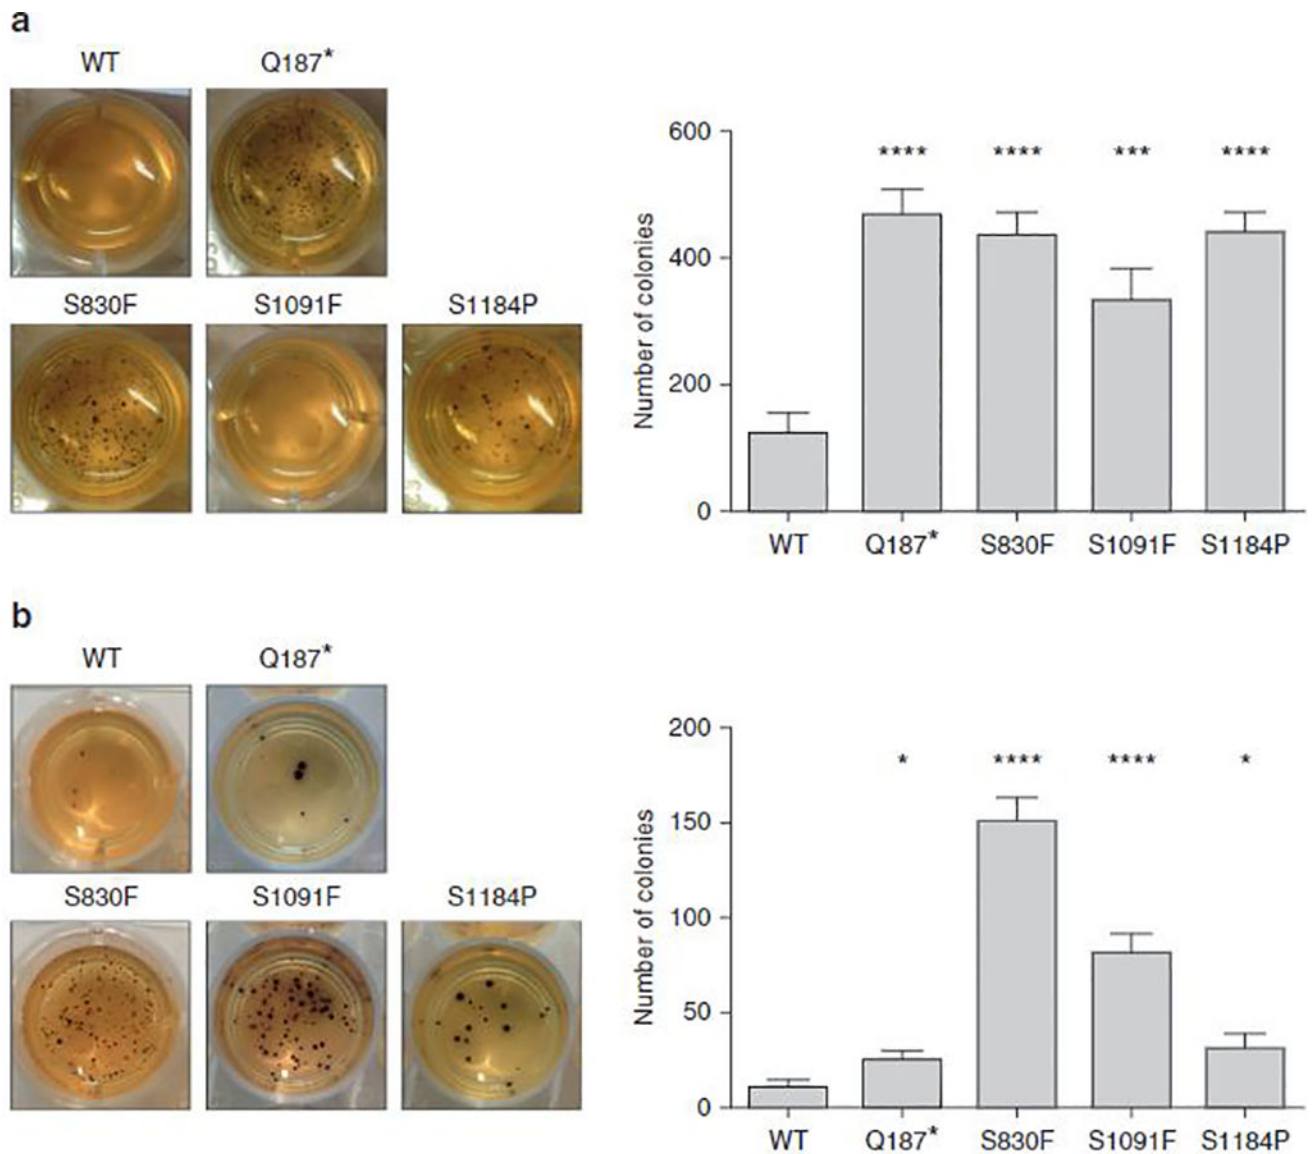 a
WT Q187*
S830F S1091F S1184P
Number of colonies
600
400
200
0
**** **** *** ****
WT Q187* S830F S1091F S1184P
b
WT Q187*
S830F S1091F S1184P
Number of colonies
200
150
100
50
0
* **** **** *
WT Q187* S830F S1091F S1184P